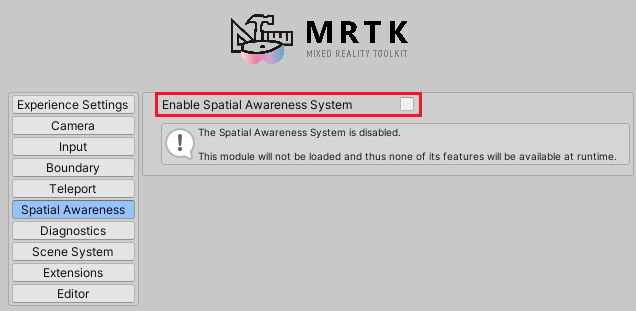 MRTK
MIXED REALITY TOOLKIT
Experience Settings
Camera
Input
Boundary
Teleport
Spatial Awareness
Diagnostics
Scene System
Extensions
Editor
Enable Spatial Awareness System
The Spatial Awareness System is disabled.
This module will not be loaded and thus none of its features will be available at runtime.